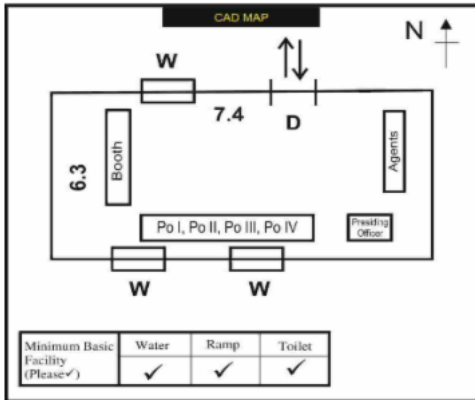 CAD MAP
N
W
7.4
D
6.3
Booth
Agents
Po I, Po II, Po III, Po IV
Presiding
Officer
W
W
Minimum Basic
Facility
(Please✓)
Water
Ramp
Toilet
✓
✓
✓